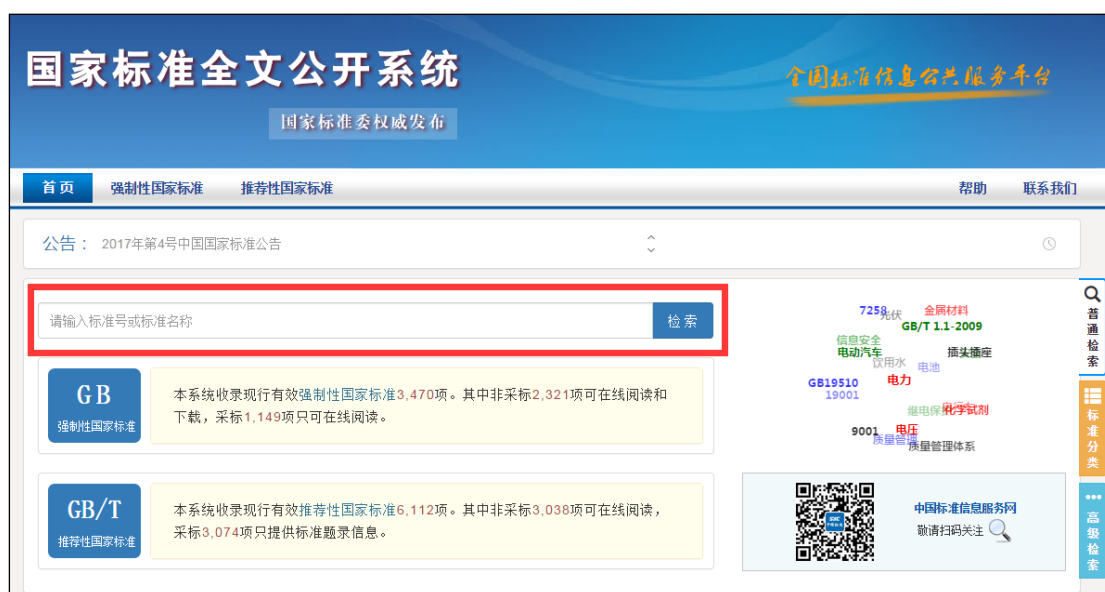 国家标准全文公开系统
国家标准委权威发布
全国标准信息公共服务平台
首页 强制性国家标准 推荐性国家标准 帮助 联系我们
公告： 2017年第4号中国国家标准公告
请输入标准号或标准名称 检索
GB
强制性国家标准
本系统收录现行有效强制性国家标准3,470项。其中非采标2,321项可在线阅读和
下载，采标1,149项只可在线阅读。
GB/T
推荐性国家标准
本系统收录现行有效推荐性国家标准6,112项。其中非采标3,038项可在线阅读，
采标3,074项只提供标准题录信息。
7258 光伏 金属材料
GB/T 1.1-2009
信息安全
电动汽车 插头插座
饮用水 电池
GB19510 电力
19001
继电保护 化学试剂
9001 电压
质量管理 质量管理体系
中国标准信息服务网
敬请扫码关注
普通检索
标准分类
高级检索